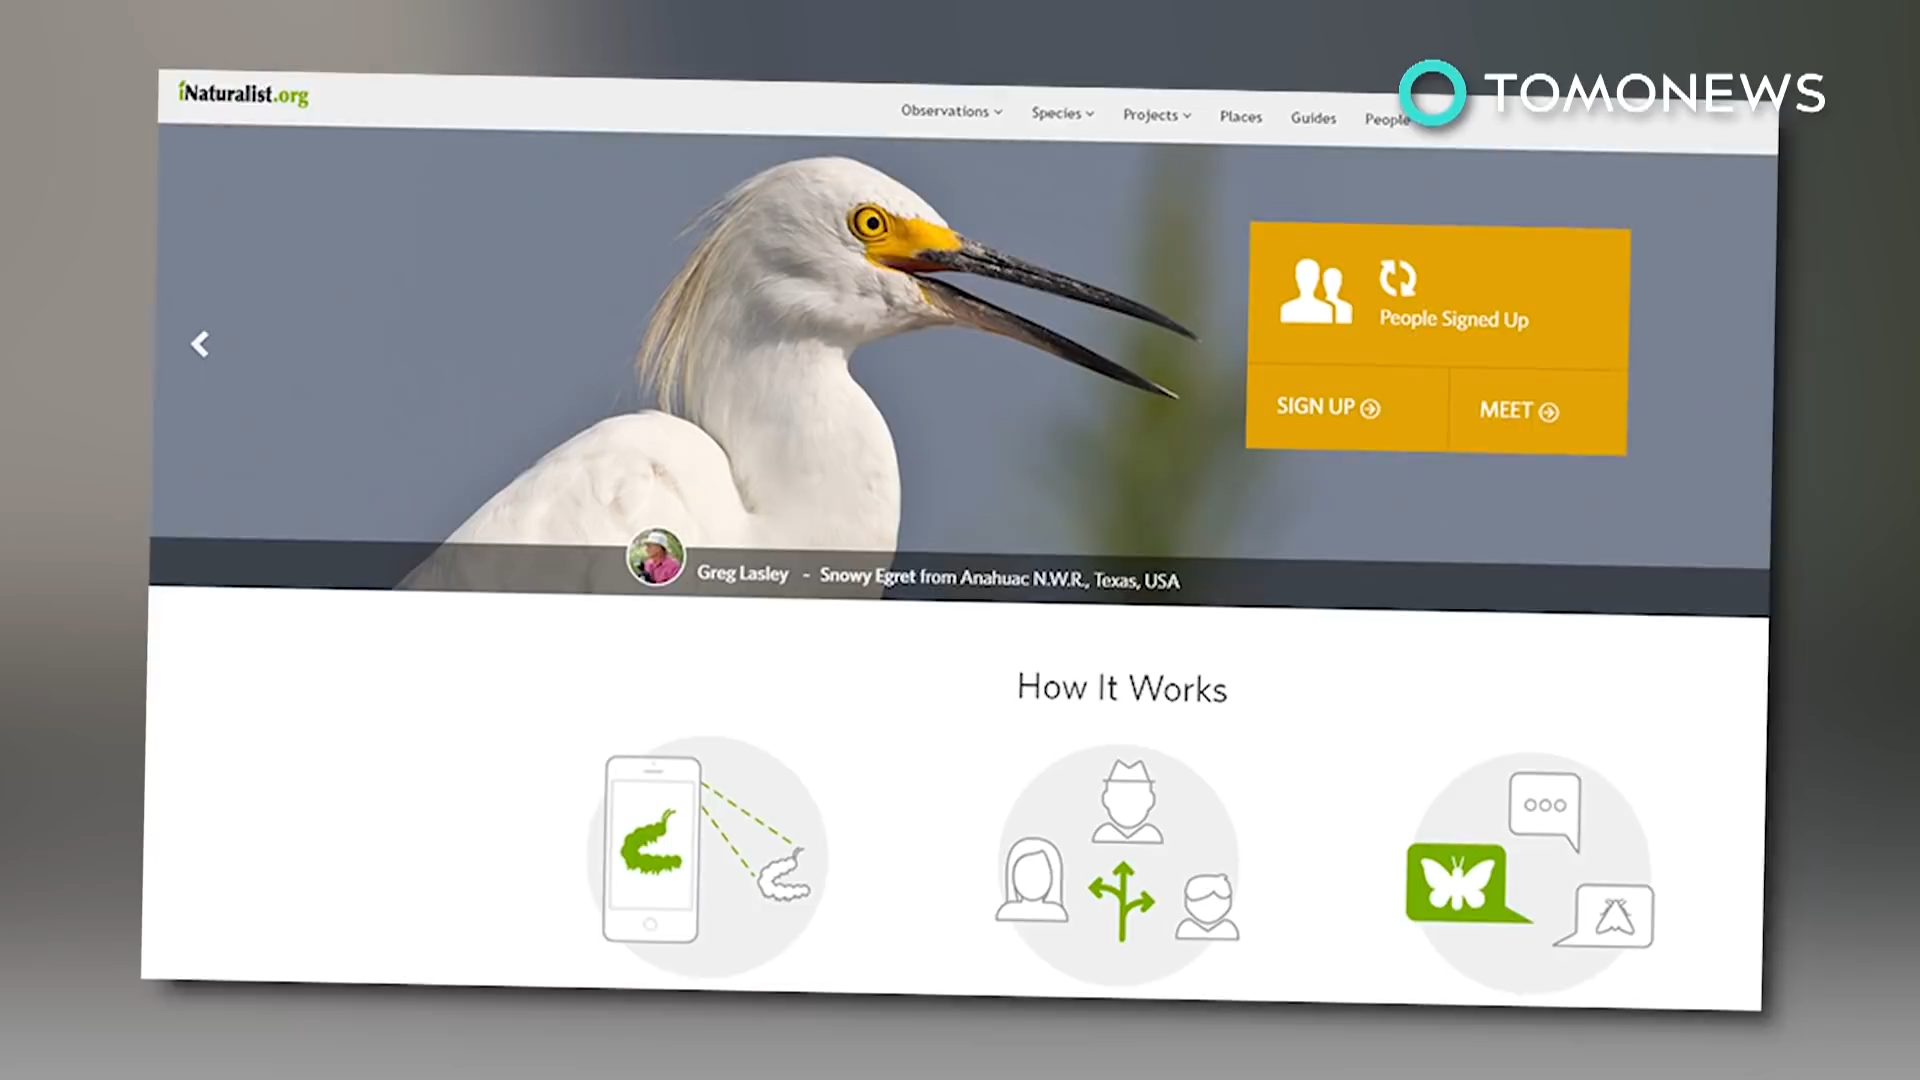 iNaturalist.org
Observations Species Projects Places Guides People
TOMONEWS
People Signed Up
SIGN UP MEET
Greg Lasley - Snowy Egret from Anahuac N.W.R., Texas, USA
How It Works